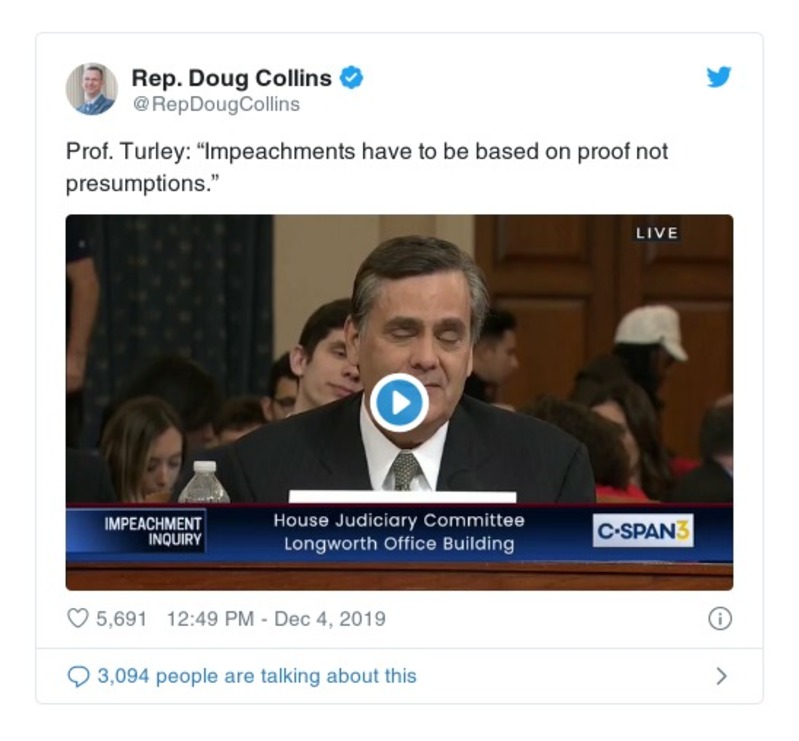 Rep. Doug Collins
@RepDougCollins
Prof. Turley: “Impeachments have to be based on proof not
presumptions.”
LIVE
IMPEACHMENT
INQUIRY
House Judiciary Committee
Longworth Office Building
C·SPAN3
5,691 12:49 PM - Dec 4, 2019
3,094 people are talking about this